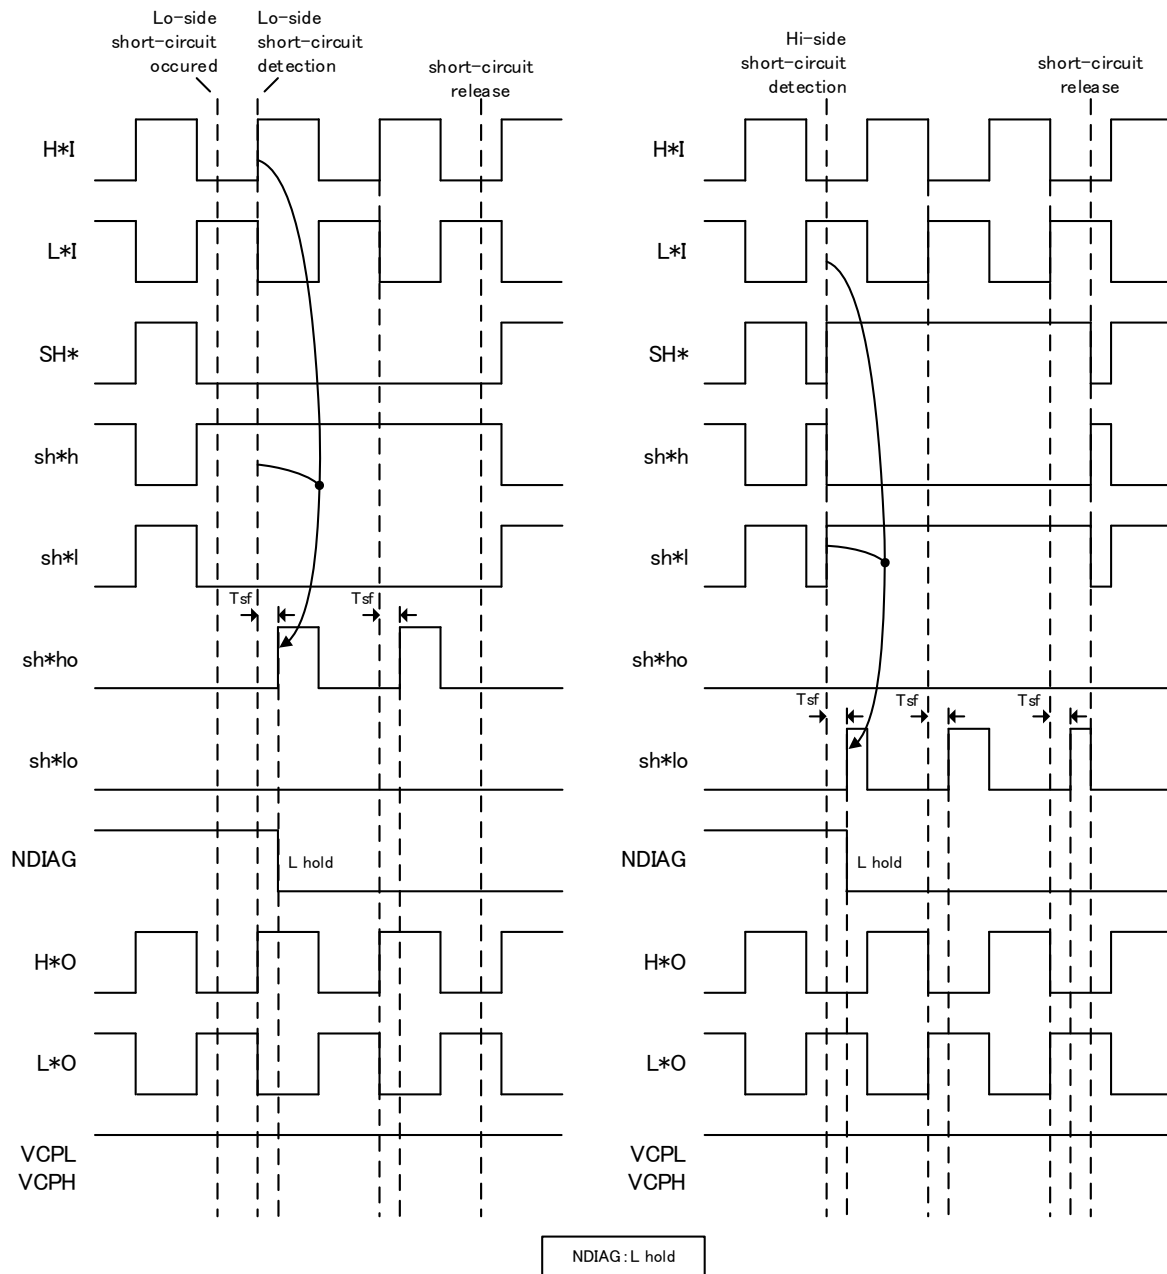 Lo-side
short-circuit
occured
Lo-side
short-circuit
detection
short-circuit
release
H*I
L*I
SH*
sh*h
sh*l
Tsf
Tsf
sh*ho
sh*lo
NDIAG
L hold
H*O
L*O
VCPL
VCPH
Hi-side
short-circuit
detection
short-circuit
release
H*I
L*I
SH*
sh*h
sh*l
sh*ho
Tsf
Tsf
Tsf
sh*lo
NDIAG
L hold
H*O
L*O
VCPL
VCPH
NDIAG:L hold